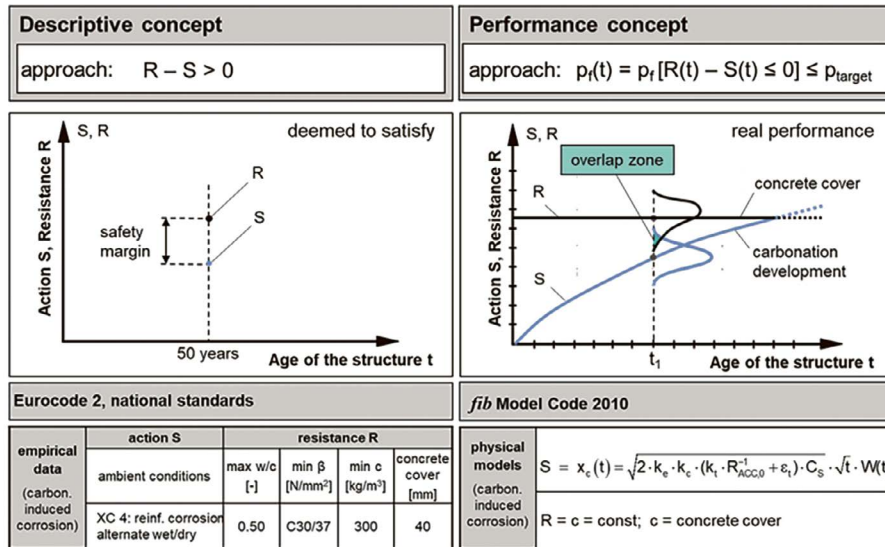 Descriptive concept
approach: R – S > 0
S, R
deemed to satisfy
R
S
safety
margin
Action S, Resistance R
50 years
Age of the structure t
Eurocode 2, national standards
empirical
data
(carbon.
induced
corrosion)
action S
resistance R
ambient conditions
max w/c
[-]
min β
[N/mm²]
min c
[kg/m³]
concrete
cover
[mm]
XC 4: reinf. corrosion
alternate wet/dry
0.50
C30/37
300
40
Performance concept
approach: pf(t) = pf [R(t) – S(t) ≤ 0] ≤ ptarget
S, R
real performance
overlap zone
R
concrete cover
S
carbonation
development
Action S, Resistance R
t1
Age of the structure t
fib Model Code 2010
physical
models
(carbon.
induced
corrosion)
S = xc(t) = √2·ke·kc·(kt·R⁻¹ACC,0 + εt)·CS·√t·W(t
R = c = const; c = concrete cover